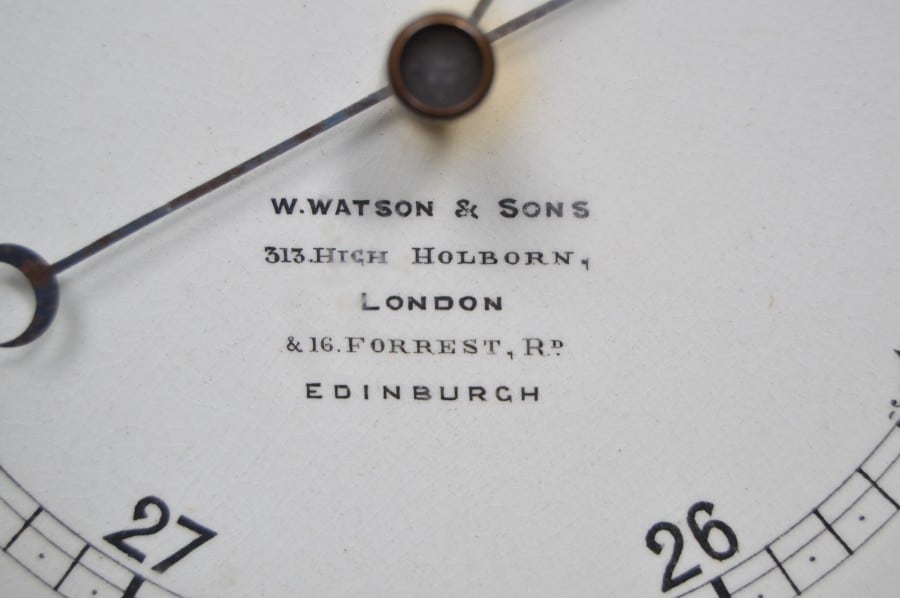 W. WATSON & SONS
313. HIGH HOLBORN,
LONDON
& 16. FORREST, RD
EDINBURGH
27 26